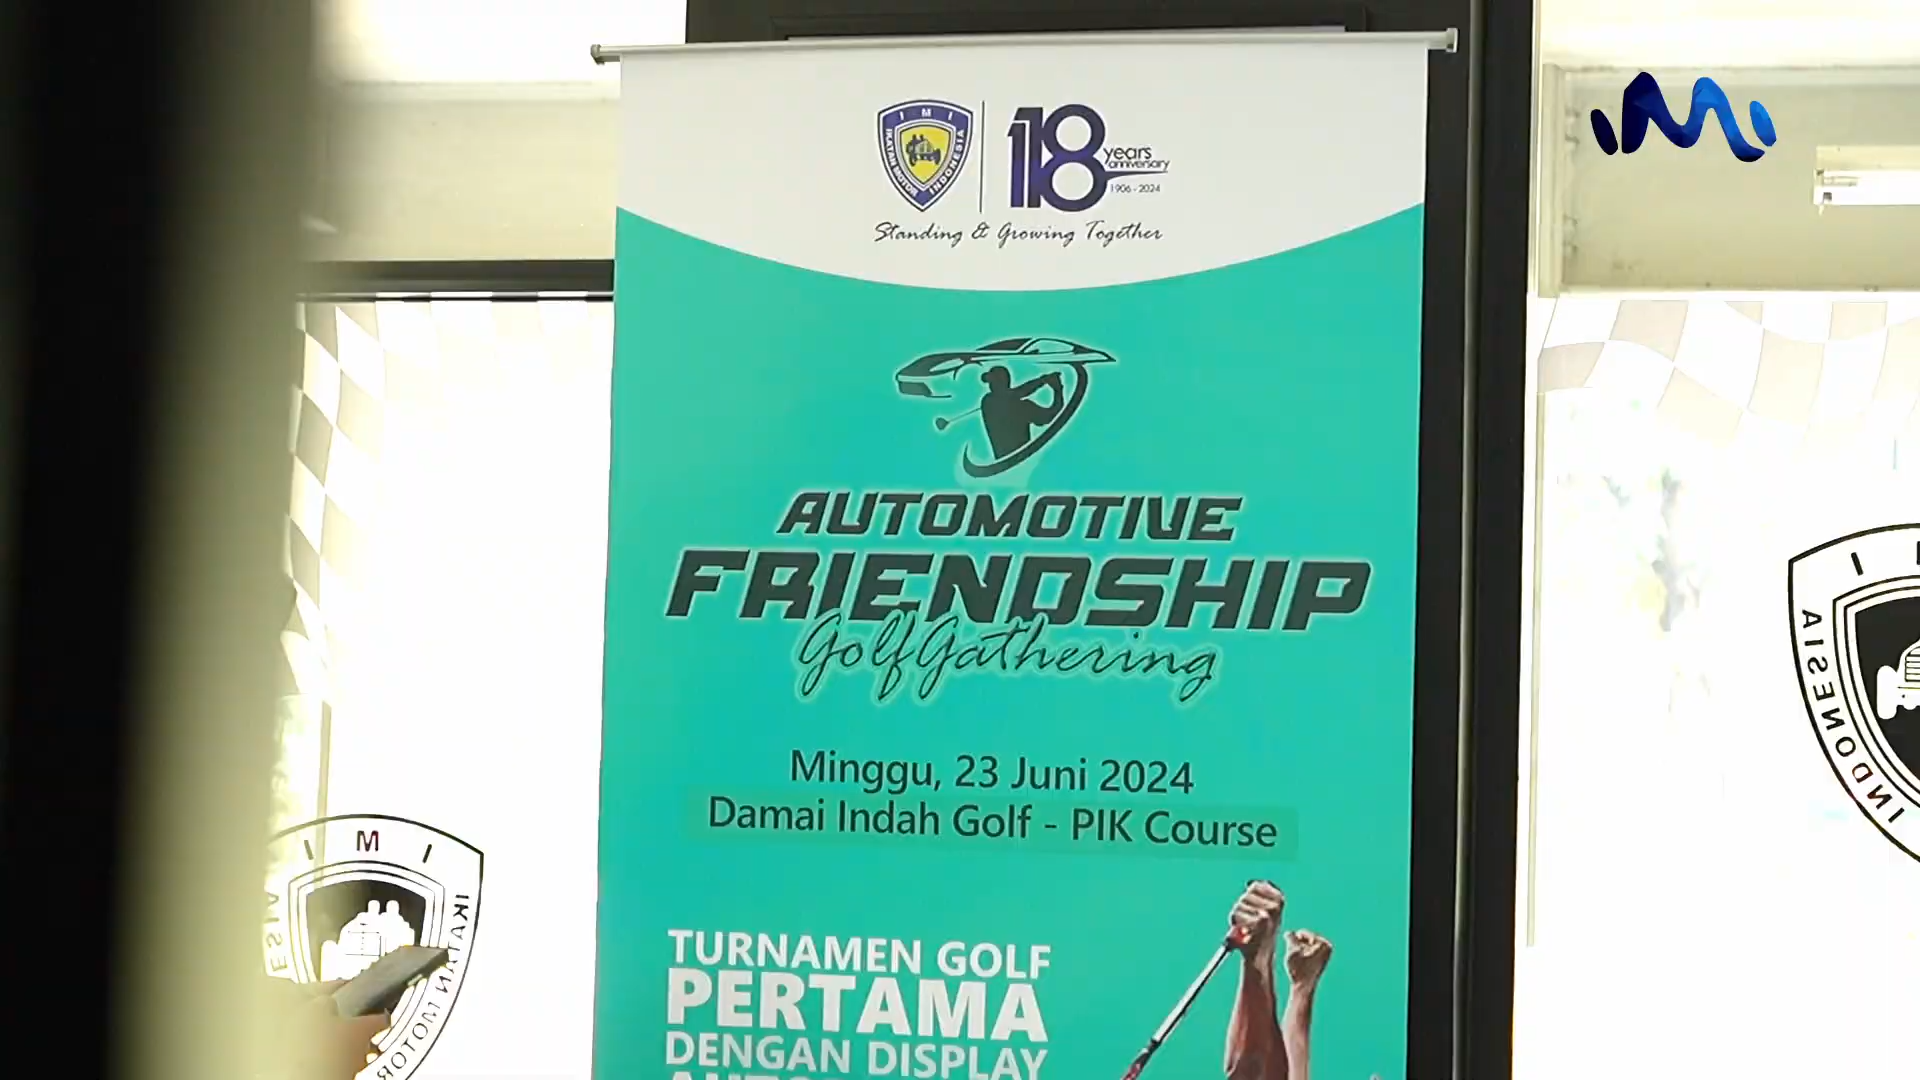 IMI
IKATAN MOTOR INDONESIA
118 years
anniversary
1906 - 2024
Standing & Growing Together
AUTOMOTIVE
FRIENDSHIP
Golf Gathering
Minggu, 23 Juni 2024
Damai Indah Golf - PIK Course
TURNAMEN GOLF
PERTAMA
DENGAN DISPLAY
I M I
IKATAN MOTOR
INDONESIA